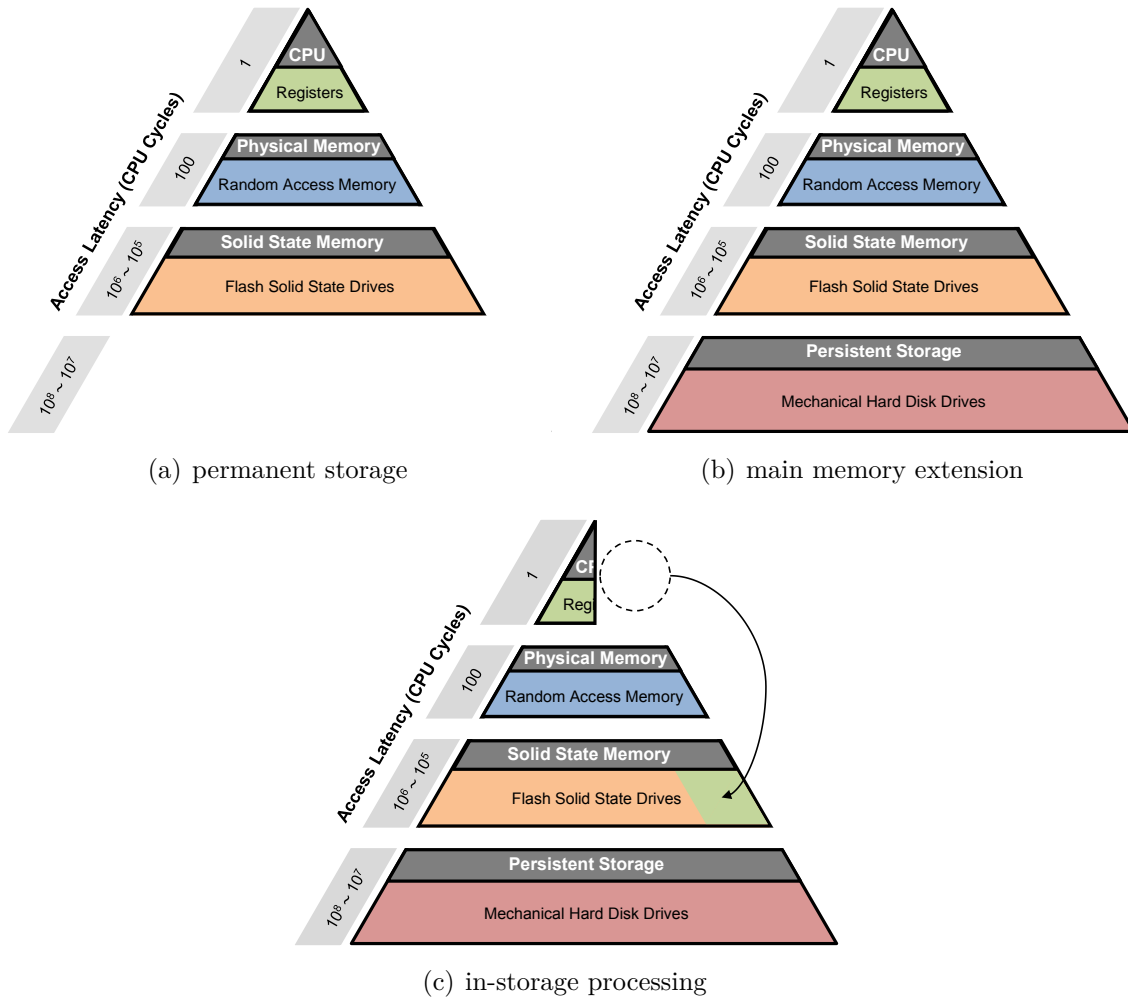 CPU
Registers
1
Physical Memory
Random Access Memory
100
Solid State Memory
Flash Solid State Drives
10⁶ ~ 10⁵
10⁸ ~ 10⁷
Access Latency (CPU Cycles)
(a) permanent storage
CPU
Registers
1
Physical Memory
Random Access Memory
100
Solid State Memory
Flash Solid State Drives
10⁶ ~ 10⁵
Persistent Storage
Mechanical Hard Disk Drives
10⁸ ~ 10⁷
Access Latency (CPU Cycles)
(b) main memory extension
CP
Regi
1
Physical Memory
Random Access Memory
100
Solid State Memory
Flash Solid State Drives
10⁶ ~ 10⁵
Persistent Storage
Mechanical Hard Disk Drives
10⁸ ~ 10⁷
Access Latency (CPU Cycles)
(c) in-storage processing